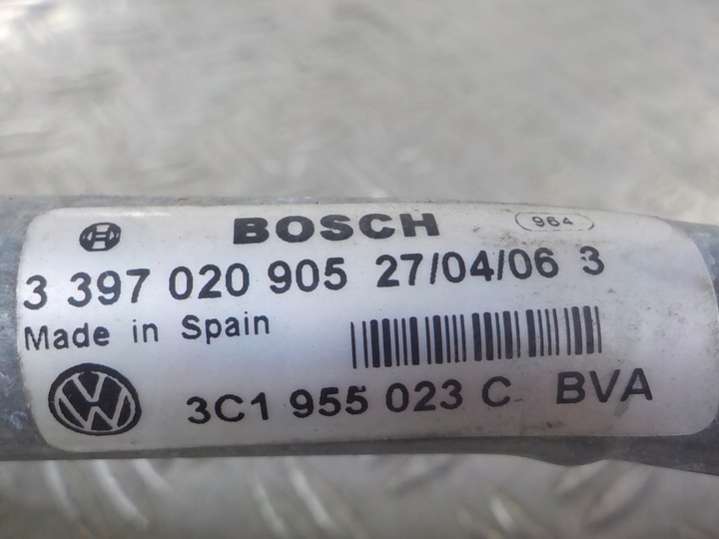 BOSCH 964
3 397 020 905 27/04/06 3
Made in Spain
3C1 955 023 C BVA